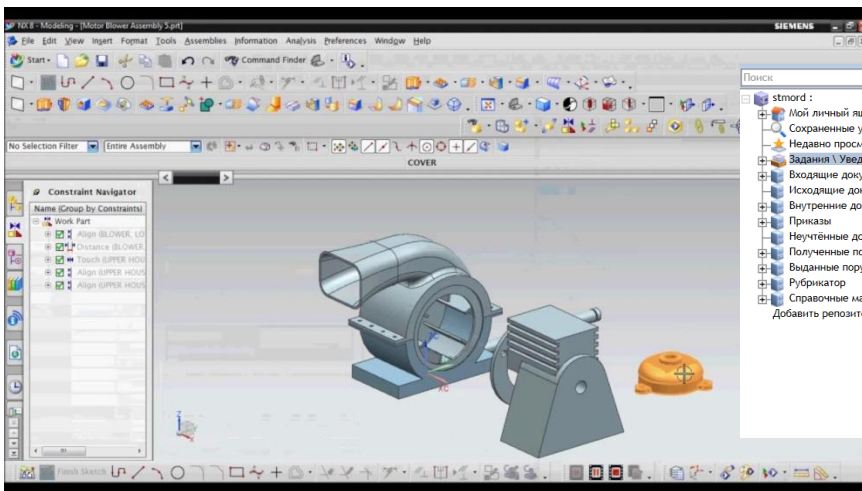 NX 8 - Modeling - [Motor Blower Assembly 5.prt]
SIEMENS
File Edit View Insert Format Tools Assemblies Information Analysis Preferences Window Help
Start
Command Finder
No Selection Filter
Entire Assembly
COVER
Constraint Navigator
Name (Group by Constraints)
Work Part
Align (BLOWER, LO
Distance (BLOWER,
Touch (UPPER HOU
Align (UPPER HOUS
Align (UPPER HOUS
XC
Z
Finish Sketch
Поиск
stmord :
Мой личный ящ
Сохраненные у
Недавно просм
Задания \ Увед
Входящие доку
Исходящие док
Внутренние до
Приказы
Неучтённые до
Полученные по
Выданные пору
Рубрикатор
Справочные ма
Добавить репозито